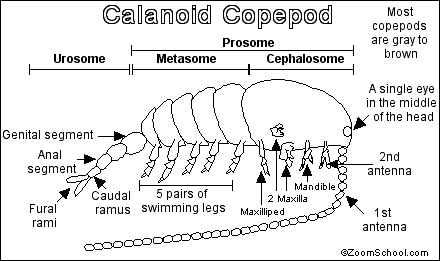 Calanoid Copepod
Most
copepods
are gray to
brown
Prosome
Urosome
Metasome
Cephalosome
A single eye
in the middle
of the head
Genital segment
Anal
segment
Fural
rami
Caudal
ramus
5 pairs of
swimming legs
Maxilliped
2 Maxilla
Mandible
2nd
antenna
1st
antenna
©ZoomSchool.com